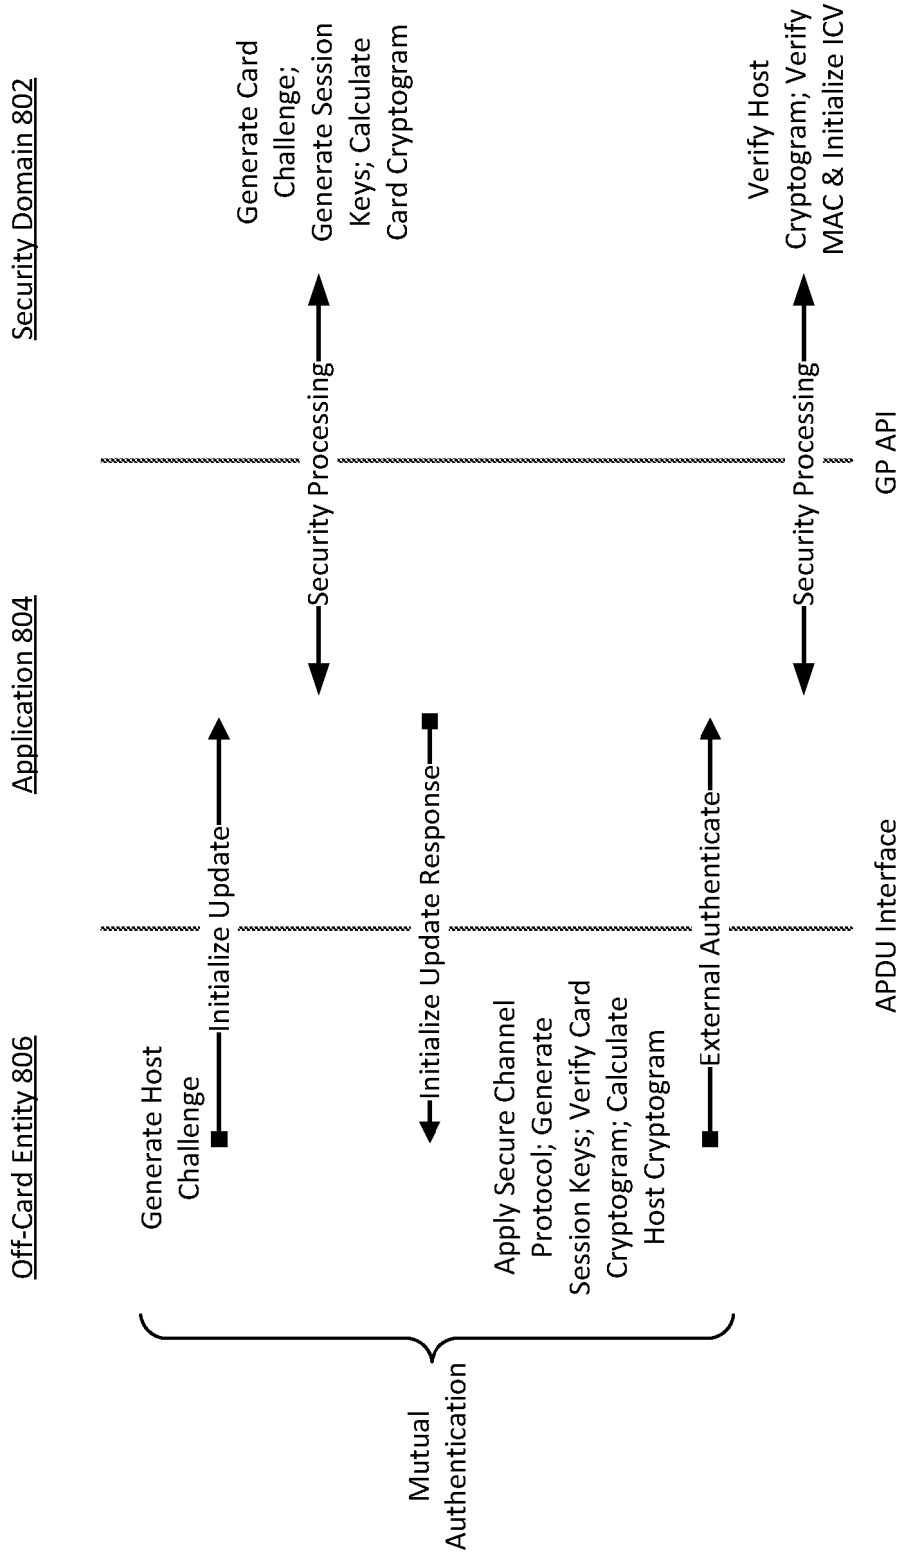 Off-Card Entity 806
Application 804
Security Domain 802
Mutual
Authentication
Generate Host
Challenge
Initialize Update
Security Processing
Generate Card
Challenge;
Generate Session
Keys; Calculate
Card Cryptogram
Initialize Update Response
Apply Secure Channel
Protocol; Generate
Session Keys; Verify Card
Cryptogram; Calculate
Host Cryptogram
External Authenticate
Security Processing
Verify Host
Cryptogram; Verify
MAC & Initialize ICV
APDU Interface
GP API